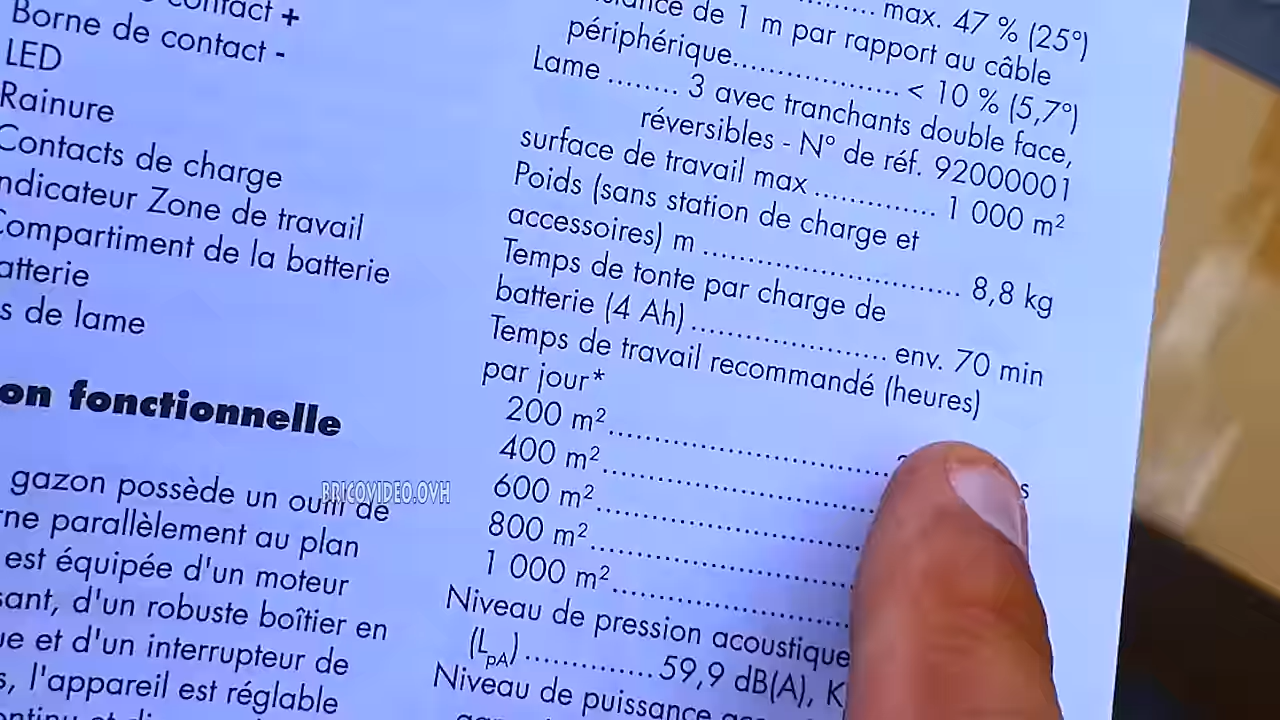 contact +
Borne de contact -
LED
Rainure
Contacts de charge
ndicateur Zone de travail
Compartiment de la batterie
atterie
s de lame
on fonctionnelle
gazon possède un outil de
ne parallèlement au plan
est équipée d'un moteur
sant, d'un robuste boîtier en
ue et d'un interrupteur de
s, l'appareil est réglable
max. 47 % (25°)
de 1 m par rapport au câble
périphérique.................... < 10 % (5,7°)
Lame ........ 3 avec tranchants double face,
réversibles - N° de réf. 92000001
surface de travail max .............. 1 000 m²
Poids (sans station de charge et
accessoires) m ............................. 8,8 kg
Temps de tonte par charge de
batterie (4 Ah) ...................... env. 70 min
Temps de travail recommandé (heures)
par jour*
200 m²................................
400 m²................................
600 m²................................
800 m²................................
1 000 m².............................
Niveau de pression acoustique
(LpA) ............. 59,9 dB(A), K
Niveau de puissance
BRICOVIDEO.OVH